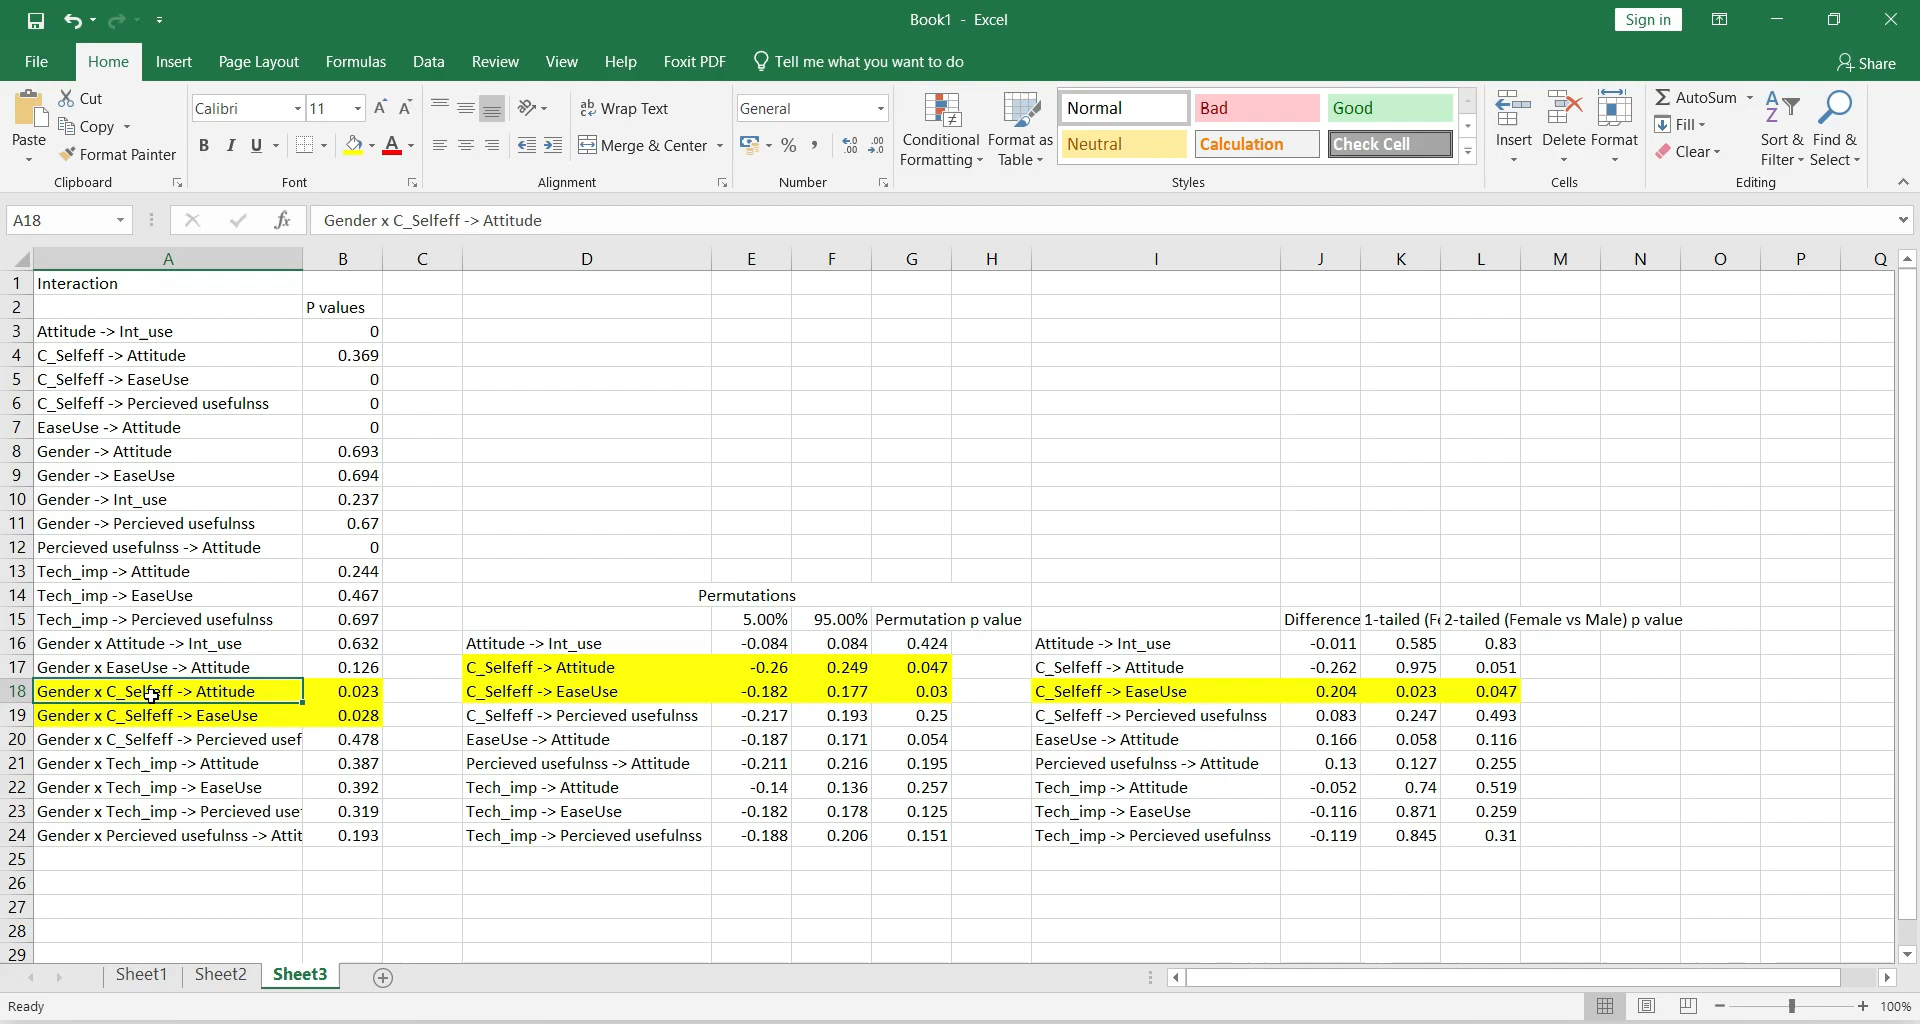 Book1 - Excel
Sign in
File Home Insert Page Layout Formulas Data Review View Help Foxit PDF Tell me what you want to do Share
Paste Cut Copy Format Painter Clipboard
Calibri 11 B I U Font
Wrap Text Merge & Center Alignment
General % , Number
Conditional Formatting Format as Table
Normal Bad Good
Neutral Calculation Check Cell
Styles
Insert Delete Format Cells
AutoSum Fill Clear Sort & Filter Find & Select Editing
A18 fx Gender x C_Selfeff -> Attitude
A B C D E F G H I J K L M N O P Q
1 Interaction
2 P values
3 Attitude -> Int_use 0
4 C_Selfeff -> Attitude 0.369
5 C_Selfeff -> EaseUse 0
6 C_Selfeff -> Percieved usefulnss 0
7 EaseUse -> Attitude 0
8 Gender -> Attitude 0.693
9 Gender -> EaseUse 0.694
10 Gender -> Int_use 0.237
11 Gender -> Percieved usefulnss 0.67
12 Percieved usefulnss -> Attitude 0
13 Tech_imp -> Attitude 0.244
14 Tech_imp -> EaseUse 0.467 Permutations
15 Tech_imp -> Percieved usefulnss 0.697 5.00% 95.00% Permutation p value Difference 1-tailed (Fe 2-tailed (Female vs Male) p value
16 Gender x Attitude -> Int_use 0.632 Attitude -> Int_use -0.084 0.084 0.424 Attitude -> Int_use -0.011 0.585 0.83
17 Gender x EaseUse -> Attitude 0.126 C_Selfeff -> Attitude -0.26 0.249 0.047 C_Selfeff -> Attitude -0.262 0.975 0.051
18 Gender x C_Selfeff -> Attitude 0.023 C_Selfeff -> EaseUse -0.182 0.177 0.03 C_Selfeff -> EaseUse 0.204 0.023 0.047
19 Gender x C_Selfeff -> EaseUse 0.028 C_Selfeff -> Percieved usefulnss -0.217 0.193 0.25 C_Selfeff -> Percieved usefulnss 0.083 0.247 0.493
20 Gender x C_Selfeff -> Percieved usef 0.478 EaseUse -> Attitude -0.187 0.171 0.054 EaseUse -> Attitude 0.166 0.058 0.116
21 Gender x Tech_imp -> Attitude 0.387 Percieved usefulnss -> Attitude -0.211 0.216 0.195 Percieved usefulnss -> Attitude 0.13 0.127 0.255
22 Gender x Tech_imp -> EaseUse 0.392 Tech_imp -> Attitude -0.14 0.136 0.257 Tech_imp -> Attitude -0.052 0.74 0.519
23 Gender x Tech_imp -> Percieved use 0.319 Tech_imp -> EaseUse -0.182 0.178 0.125 Tech_imp -> EaseUse -0.116 0.871 0.259
24 Gender x Percieved usefulnss -> Attit 0.193 Tech_imp -> Percieved usefulnss -0.188 0.206 0.151 Tech_imp -> Percieved usefulnss -0.119 0.845 0.31
25
26
27
28
29
Sheet1 Sheet2 Sheet3
Ready 100%